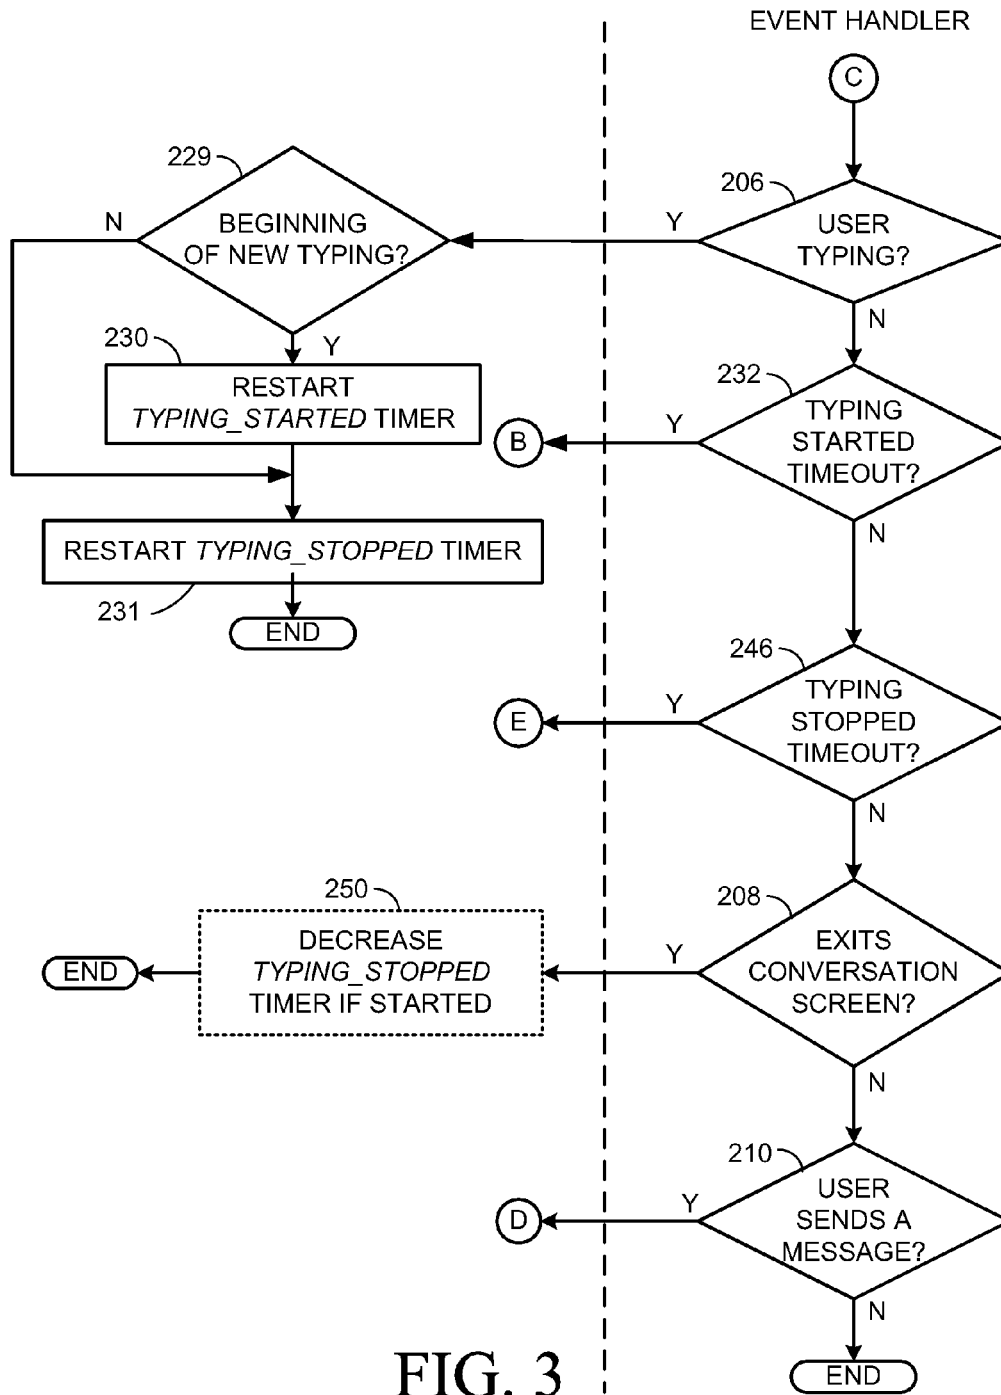 EVENT HANDLER
C
229
206
N
BEGINNING
OF NEW TYPING?
Y
USER
TYPING?
N
230
Y
232
RESTART
TYPING_STARTED TIMER
B
Y
TYPING
STARTED
TIMEOUT?
N
RESTART TYPING_STOPPED TIMER
231
END
246
E
Y
TYPING
STOPPED
TIMEOUT?
N
250
208
END
DECREASE
TYPING_STOPPED
TIMER IF STARTED
Y
EXITS
CONVERSATION
SCREEN?
N
210
D
Y
USER
SENDS A
MESSAGE?
N
END
FIG. 3